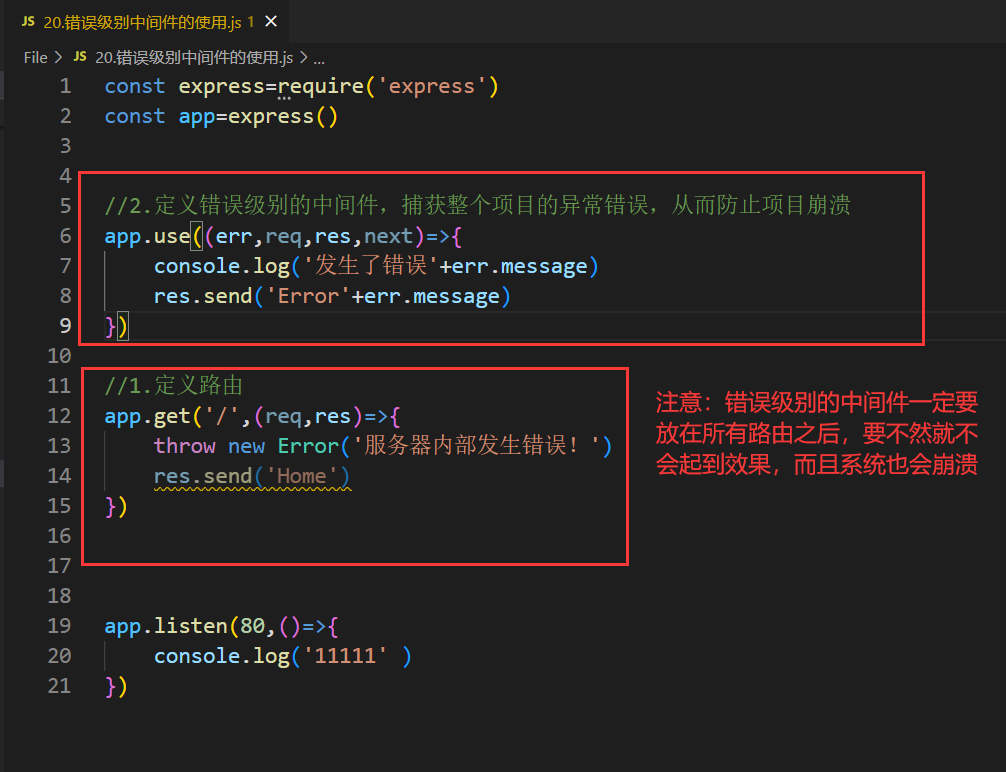 JS 20.错误级别中间件的使用.js 1 ×
File > JS 20.错误级别中间件的使用.js > ...
1 const express=require('express')
2 const app=express()
3
4
5 //2.定义错误级别的中间件，捕获整个项目的异常错误，从而防止项目崩溃
6 app.use((err,req,res,next)=>{
7 console.log('发生了错误'+err.message)
8 res.send('Error'+err.message)
9 })
10
11 //1.定义路由
12 app.get('/',(req,res)=>{
13 throw new Error('服务器内部发生错误！')
14 res.send('Home')
15 })
16
17
18
19 app.listen(80,()=>{
20 console.log('11111' )
21 })
注意：错误级别的中间件一定要
放在所有路由之后，要不然就不
会起到效果，而且系统也会崩溃